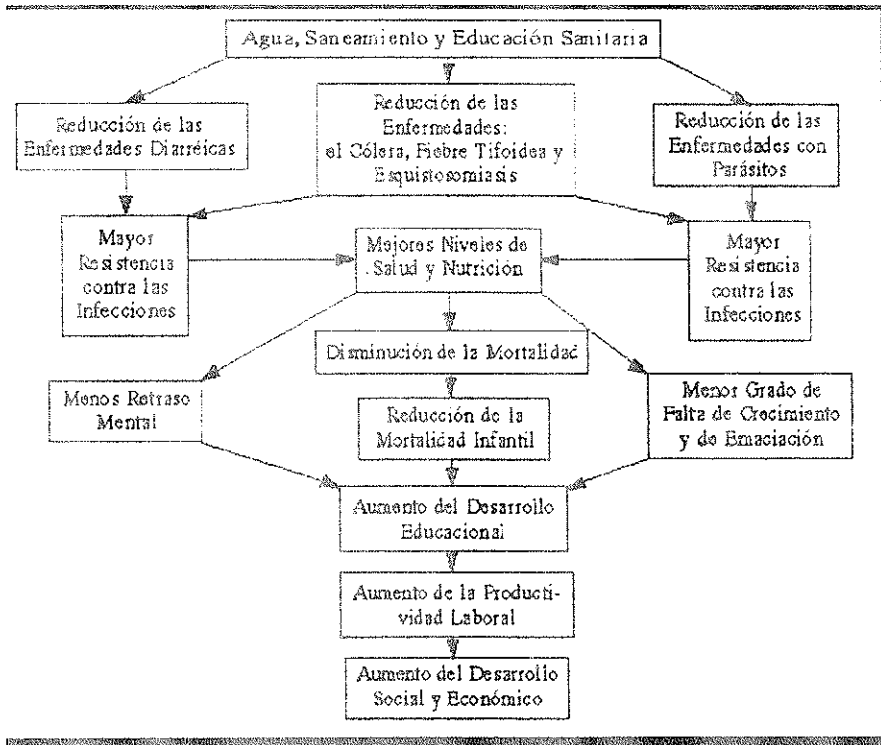 Agua, Saneamiento y Educación Sanitaria
Reducción de las
Enfermedades Diarréicas
Reducción de las
Enfermedades:
el Cólera, Fiebre Tifoidea y
Esquistosomiasis
Reducción de las
Enfermedades con
Parásitos
Mayor
Resistencia
contra las
Infecciones
Mejores Niveles de
Salud y Nutrición
Mayor
Resistencia
contra las
Infecciones
Disminución de la Mortalidad
Menos Retraso
Mental
Reducción de la
Mortalidad Infantil
Menor Grado de
Falta de Crecimiento
y de Emaciación
Aumento del Desarrollo
Educacional
Aumento de la Producti-
vidad Laboral
Aumento del Desarrollo
Social y Económico